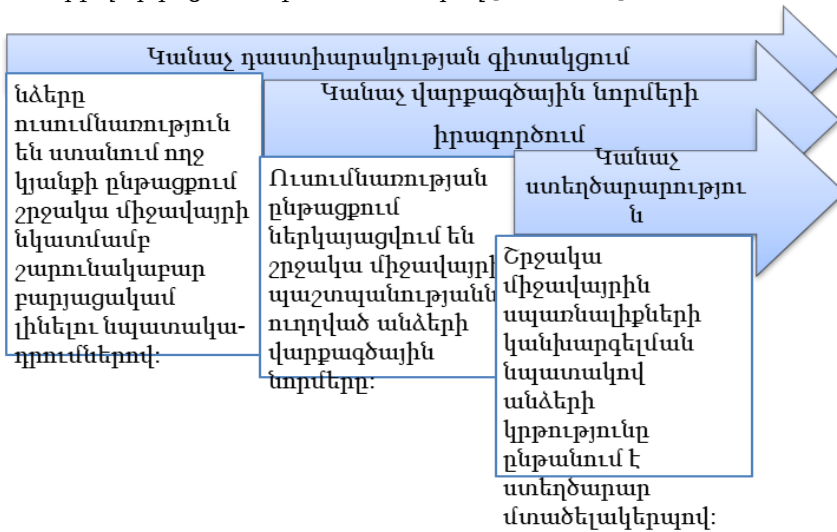 Կանաչ դաստիարակության գիտակցում
նձերը
ուսումնառություն
են ստանում ողջ
կյանքի ընթացքում
շրջակա միջավայրի
նկատմամբ
շարունակաբար
բարյացակամ
լինելու նպատակա-
դրումներով:
Կանաչ վարքագծային նորմերի
իրագործում
Ուսումնառության
ընթացքում
ներկայացվում են
շրջակա միջավայրի
պաշտպանությանն
ուղղված անձերի
վարքագծային
նորմերը:
Կանաչ
ստեղծարարությու
ն
Շրջակա
միջավայրին
սպառնալիքների
կանխարգելման
նպատակով
անձերի
կրթությունը
ընթանում է
ստեղծարար
մտածելակերպով: